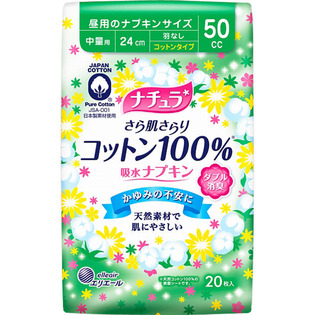 昼用のナプキンサイズ
中量用
24cm
羽なし
コットンタイプ
50
CC
JAPAN
COTTON
Pure Cotton
JSA-001
日本製素材使用
ナチュラ
さら肌さらり
コットン100%*
吸水ナプキン
ダブル
消臭
かゆみの不安に
天然素材で
肌にやさしい
elleair
エリエール
20枚入